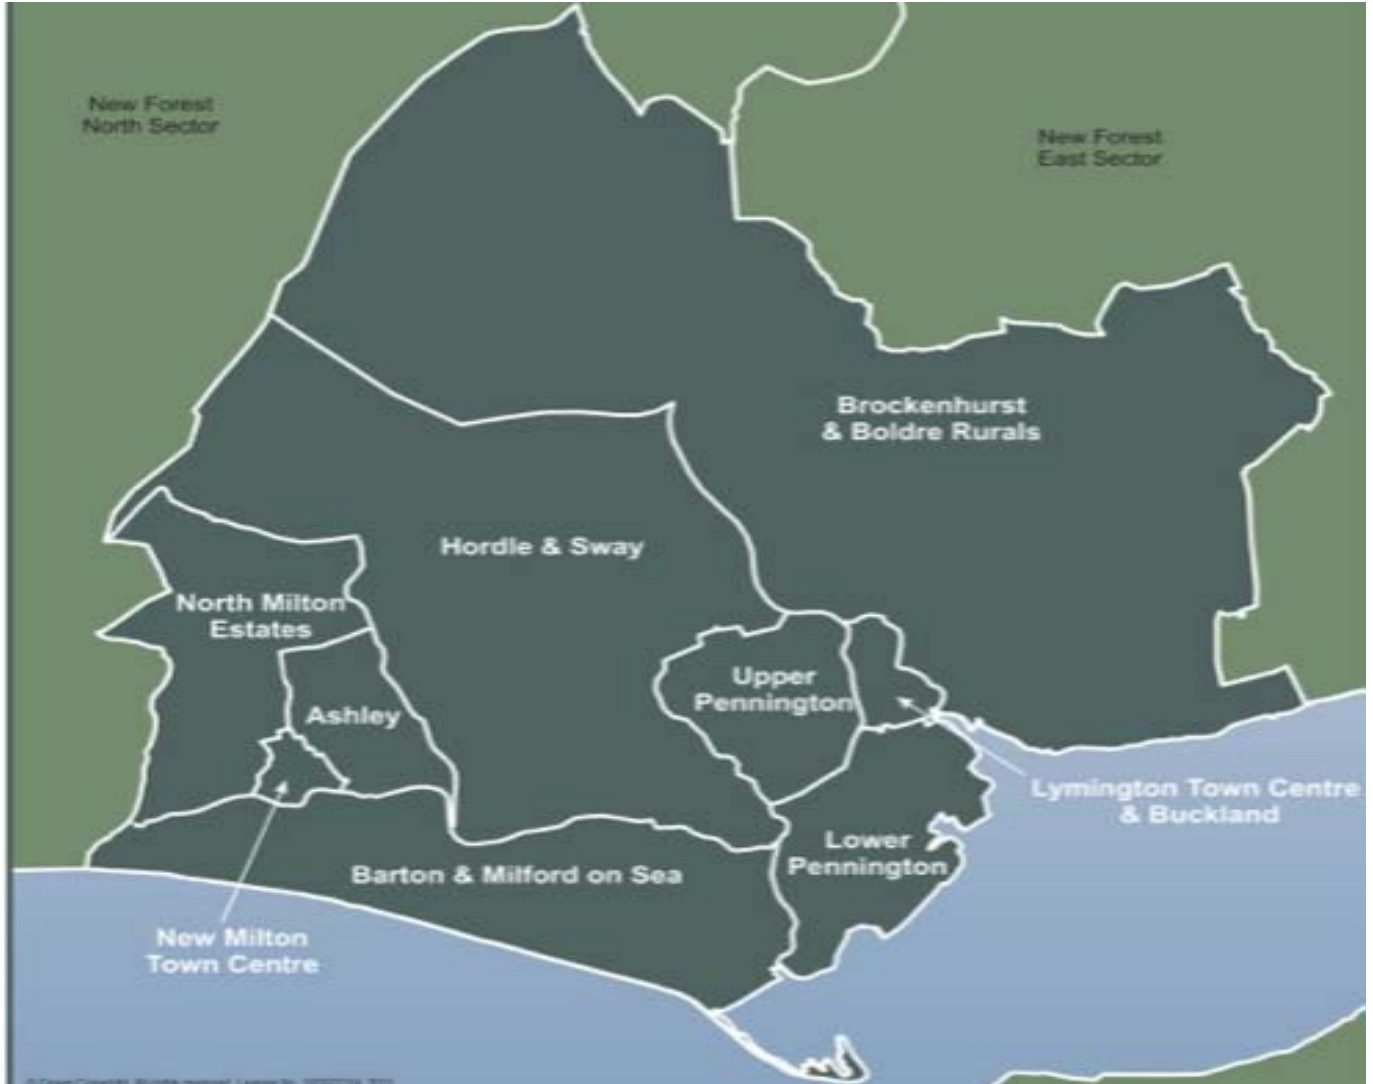 New Forest
North Sector
New Forest
East Sector
Brockenhurst
& Boldre Rurals
Hordle & Sway
North Milton
Estates
Upper
Pennington
Ashley
Lymington Town Centre
& Buckland
Lower
Pennington
Barton & Milford on Sea
New Milton
Town Centre